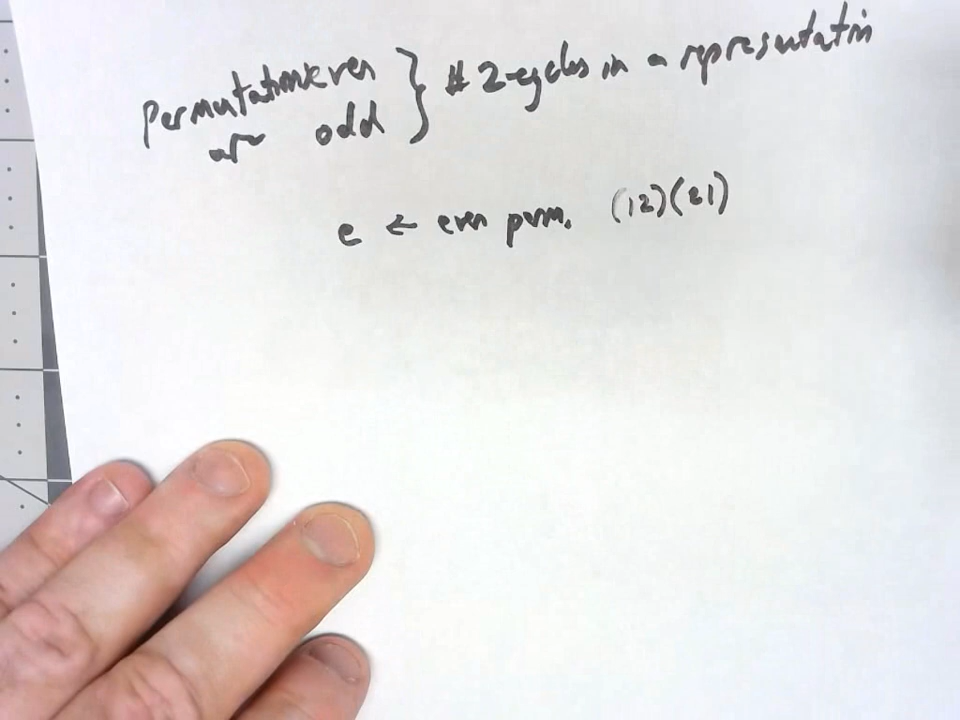 Permutations even } # 2-cycles in a representation
are odd
e ← even perm. (12)(21)